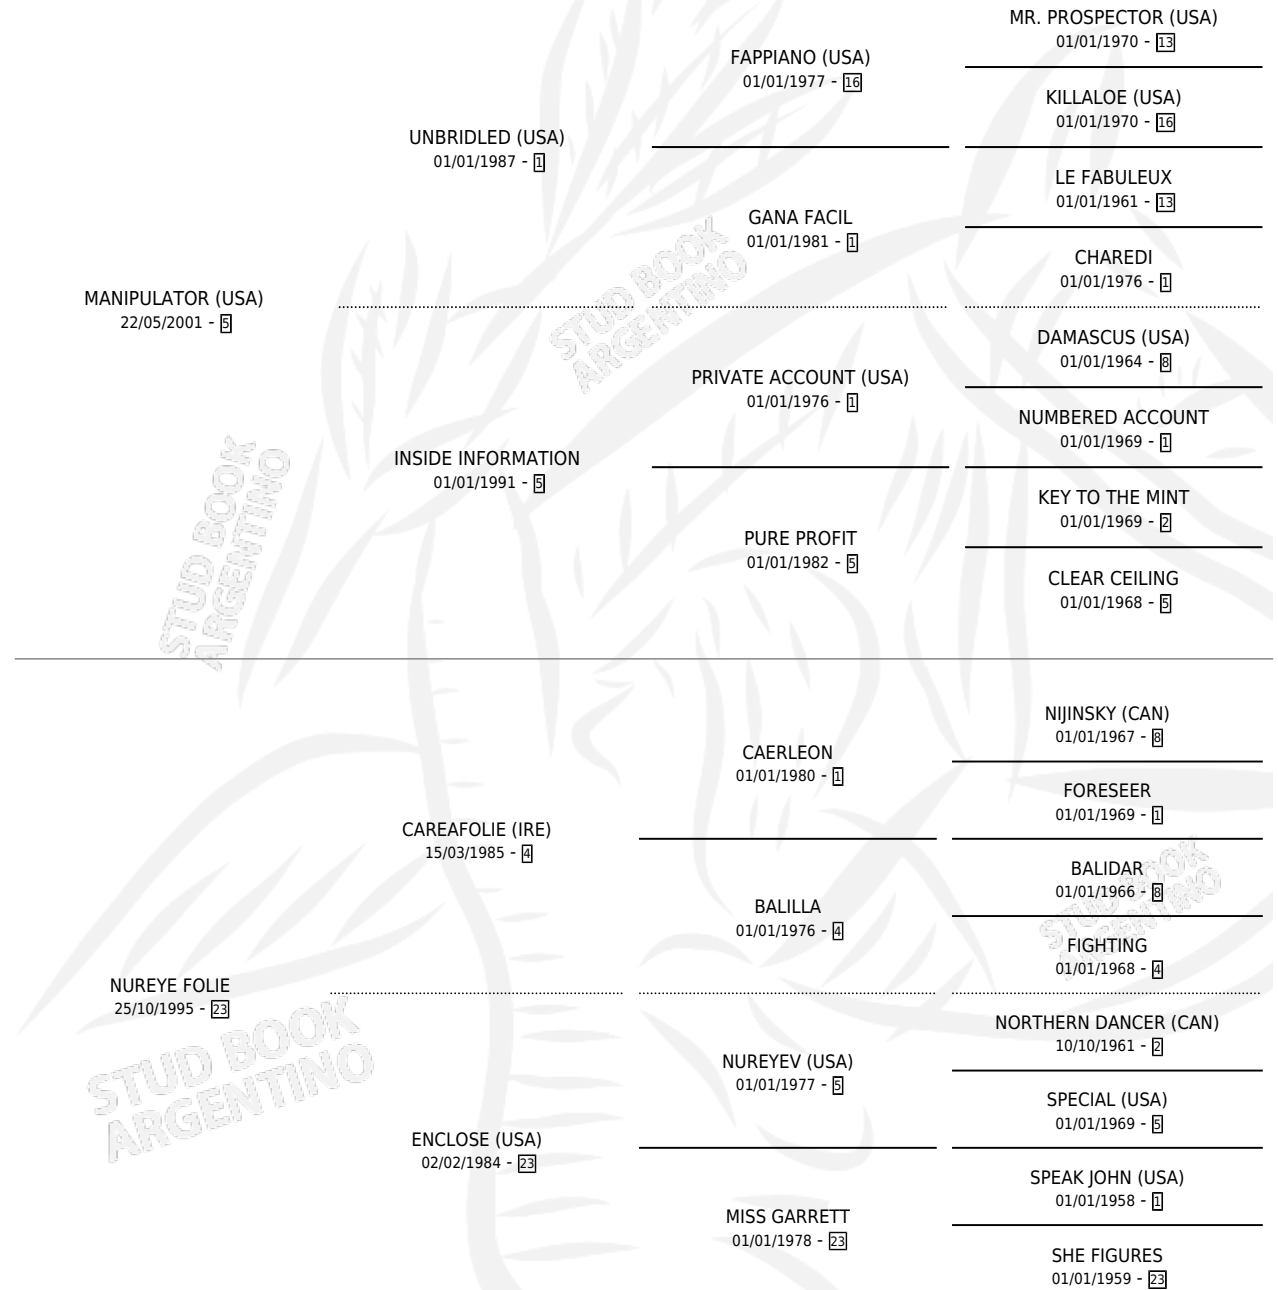 MR. PROSPECTOR (USA)
01/01/1970 - 13
FAPPIANO (USA)
01/01/1977 - 16
KILLALOE (USA)
01/01/1970 - 16
UNBRIDLED (USA)
01/01/1987 - 1
LE FABULEUX
01/01/1961 - 13
GANA FACIL
01/01/1981 - 1
CHAREDI
01/01/1976 - 1
MANIPULATOR (USA)
22/05/2001 - 5
DAMASCUS (USA)
01/01/1964 - 8
PRIVATE ACCOUNT (USA)
01/01/1976 - 1
NUMBERED ACCOUNT
01/01/1969 - 1
INSIDE INFORMATION
01/01/1991 - 5
KEY TO THE MINT
01/01/1969 - 2
PURE PROFIT
01/01/1982 - 5
CLEAR CEILING
01/01/1968 - 5
NIJINSKY (CAN)
01/01/1967 - 8
CAERLEON
01/01/1980 - 1
FORESEER
01/01/1969 - 1
CAREAFOLIE (IRE)
15/03/1985 - 4
BALIDAR
01/01/1966 - 8
BALILLA
01/01/1976 - 4
FIGHTING
01/01/1968 - 4
NUREYE FOLIE
25/10/1995 - 23
NORTHERN DANCER (CAN)
10/10/1961 - 2
NUREYEV (USA)
01/01/1977 - 5
SPECIAL (USA)
01/01/1969 - 5
ENCLOSE (USA)
02/02/1984 - 23
SPEAK JOHN (USA)
01/01/1958 - 1
MISS GARRETT
01/01/1978 - 23
SHE FIGURES
01/01/1959 - 23
STUD BOOK
ARGENTINO
STUD BOOK
ARGENTINO
STUD BOOK
ARGENTINO
STUD BOOK
ARGENTINO